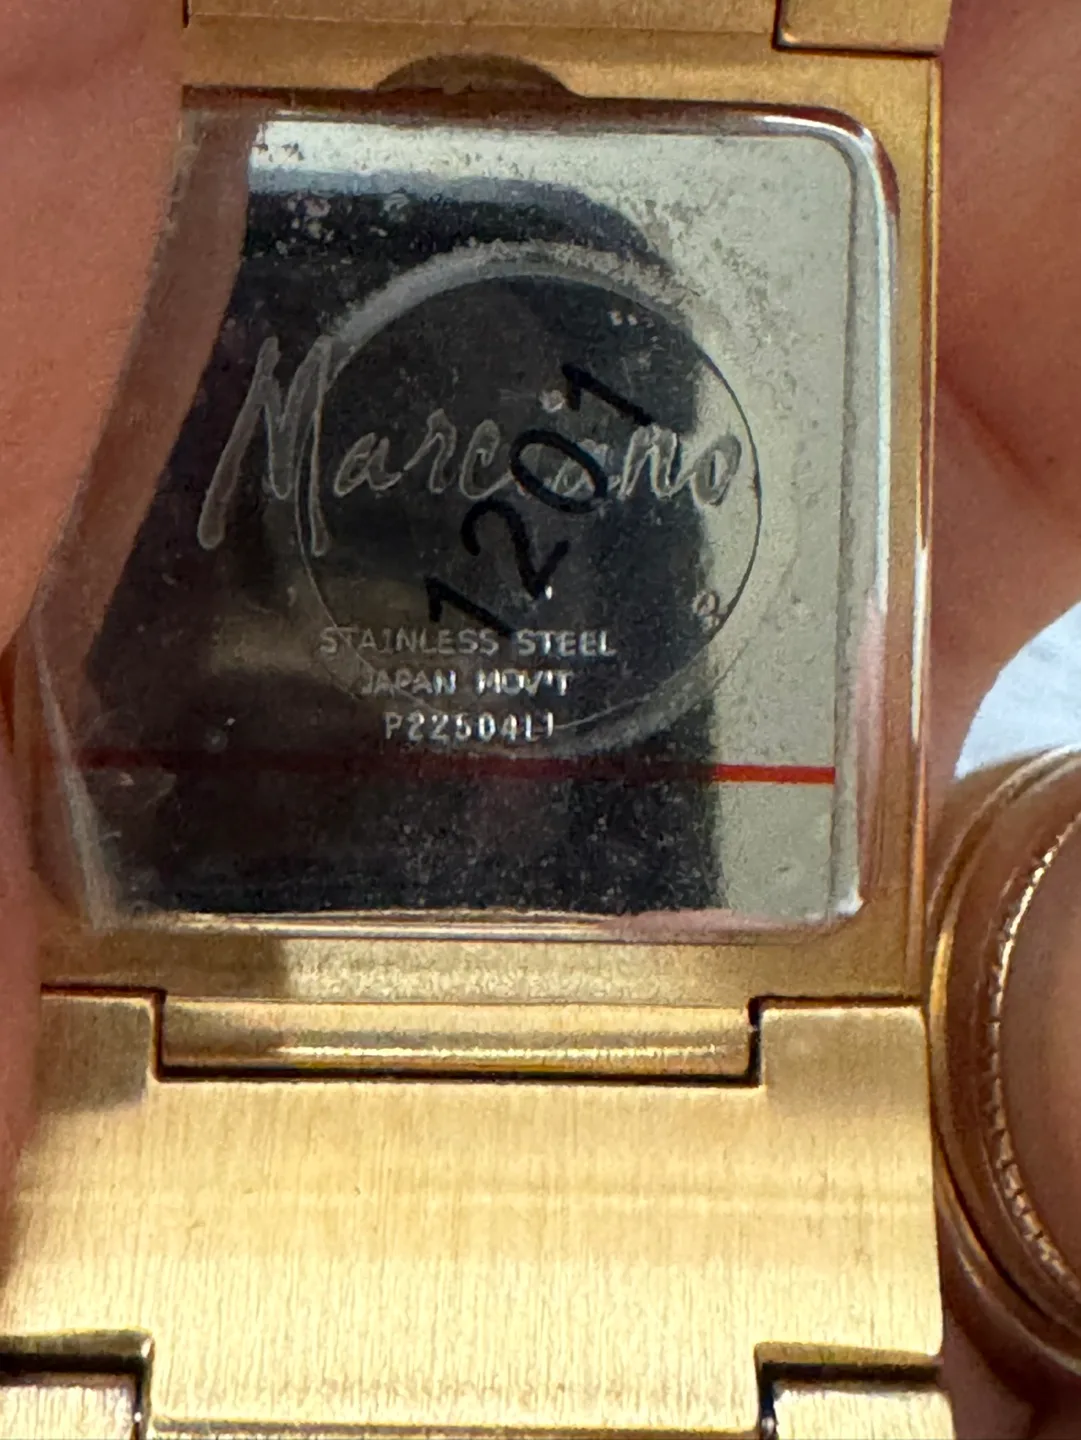 Marciano
1201
STAINLESS STEEL
JAPAN MOV'T
P22504L1